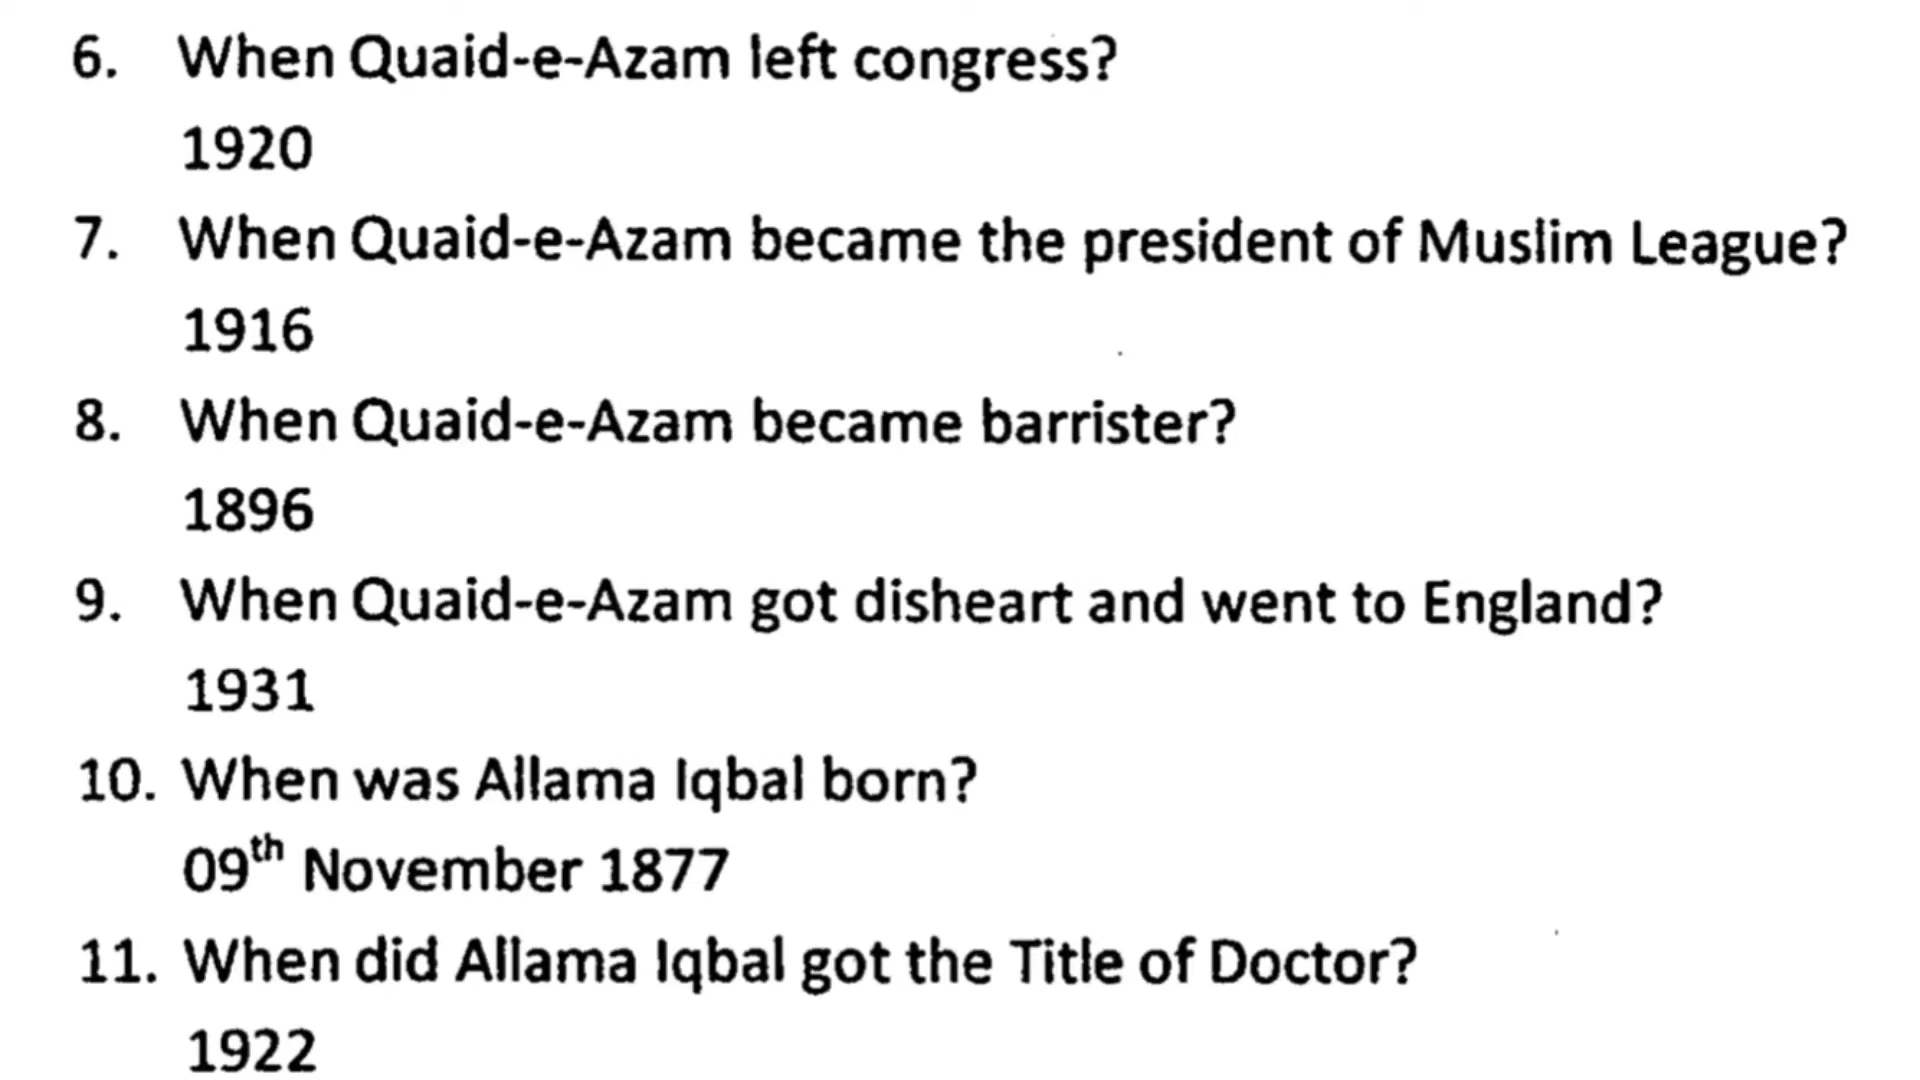 6. When Quaid-e-Azam left congress?
1920
7. When Quaid-e-Azam became the president of Muslim League?
1916
8. When Quaid-e-Azam became barrister?
1896
9. When Quaid-e-Azam got disheart and went to England?
1931
10. When was Allama Iqbal born?
09th November 1877
11. When did Allama Iqbal got the Title of Doctor?
1922